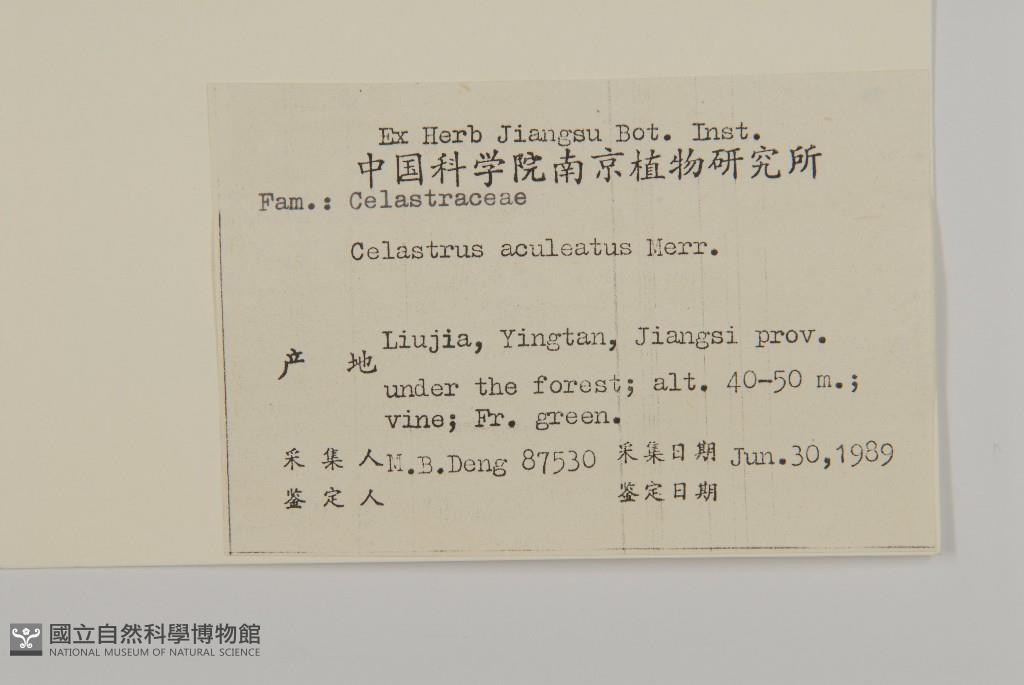 Ex Herb Jiangsu Bot. Inst.
中国科学院南京植物研究所
Fam.: Celastraceae
Celastrus aculeatus Merr.
产 地 Liujia, Yingtan, Jiangsi prov.
under the forest; alt. 40-50 m.;
vine; Fr. green.
采 集 人 M.B.Deng 87530 采集日期 Jun.30,1989
鉴 定 人 鉴定日期
國立自然科學博物館
NATIONAL MUSEUM OF NATURAL SCIENCE